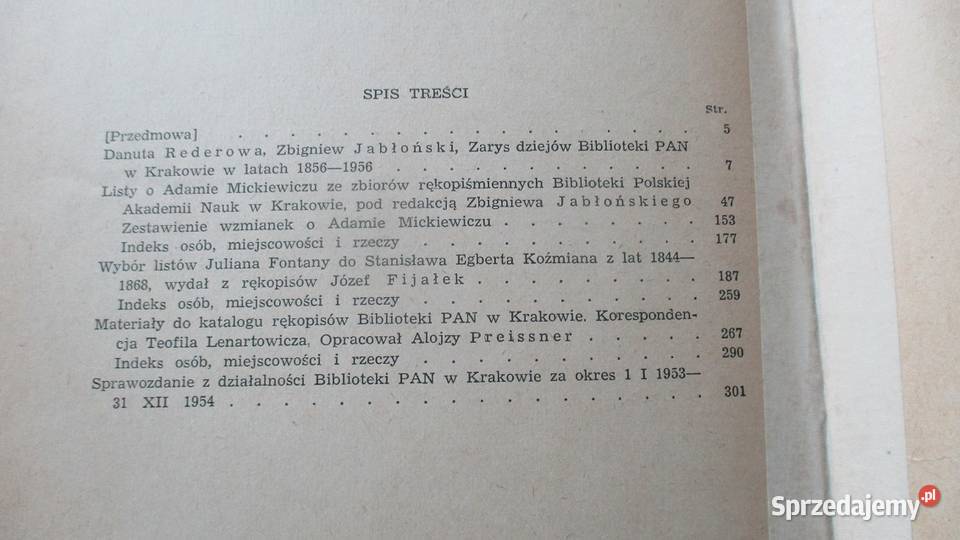 SPIS TREŚCI
Str.
[Przedmowa] . . . . . . . . . . . . . . . . . . 5
Danuta Rederowa, Zbigniew Jabłoński, Zarys dziejów Biblioteki PAN
w Krakowie w latach 1856—1956 . . . . . . . . . . . 7
Listy o Adamie Mickiewiczu ze zbiorów rękopiśmiennych Biblioteki Polskiej
Akademii Nauk w Krakowie, pod redakcją Zbigniewa Jabłońskiego 47
Zestawienie wzmianek o Adamie Mickiewiczu . . . . . . . . 153
Indeks osób, miejscowości i rzeczy . . . . . . . . . . 177
Wybór listów Juliana Fontany do Stanisława Egberta Koźmiana z lat 1844—
1868, wydał z rękopisów Józef Fijałek . . . . . . . . . 187
Indeks osób, miejscowości i rzeczy . . . . . . . . . . 259
Materiały do katalogu rękopisów Biblioteki PAN w Krakowie. Koresponden-
cja Teofila Lenartowicza, Opracował Alojzy Preissner . . . . . 267
Indeks osób, miejscowości i rzeczy . . . . . . . . . . 290
Sprawozdanie z działalności Biblioteki PAN w Krakowie za okres 1 I 1953—
31 XII 1954 . . . . . . . . . . . . . . . . . . 301
Sprzedajemy.pl